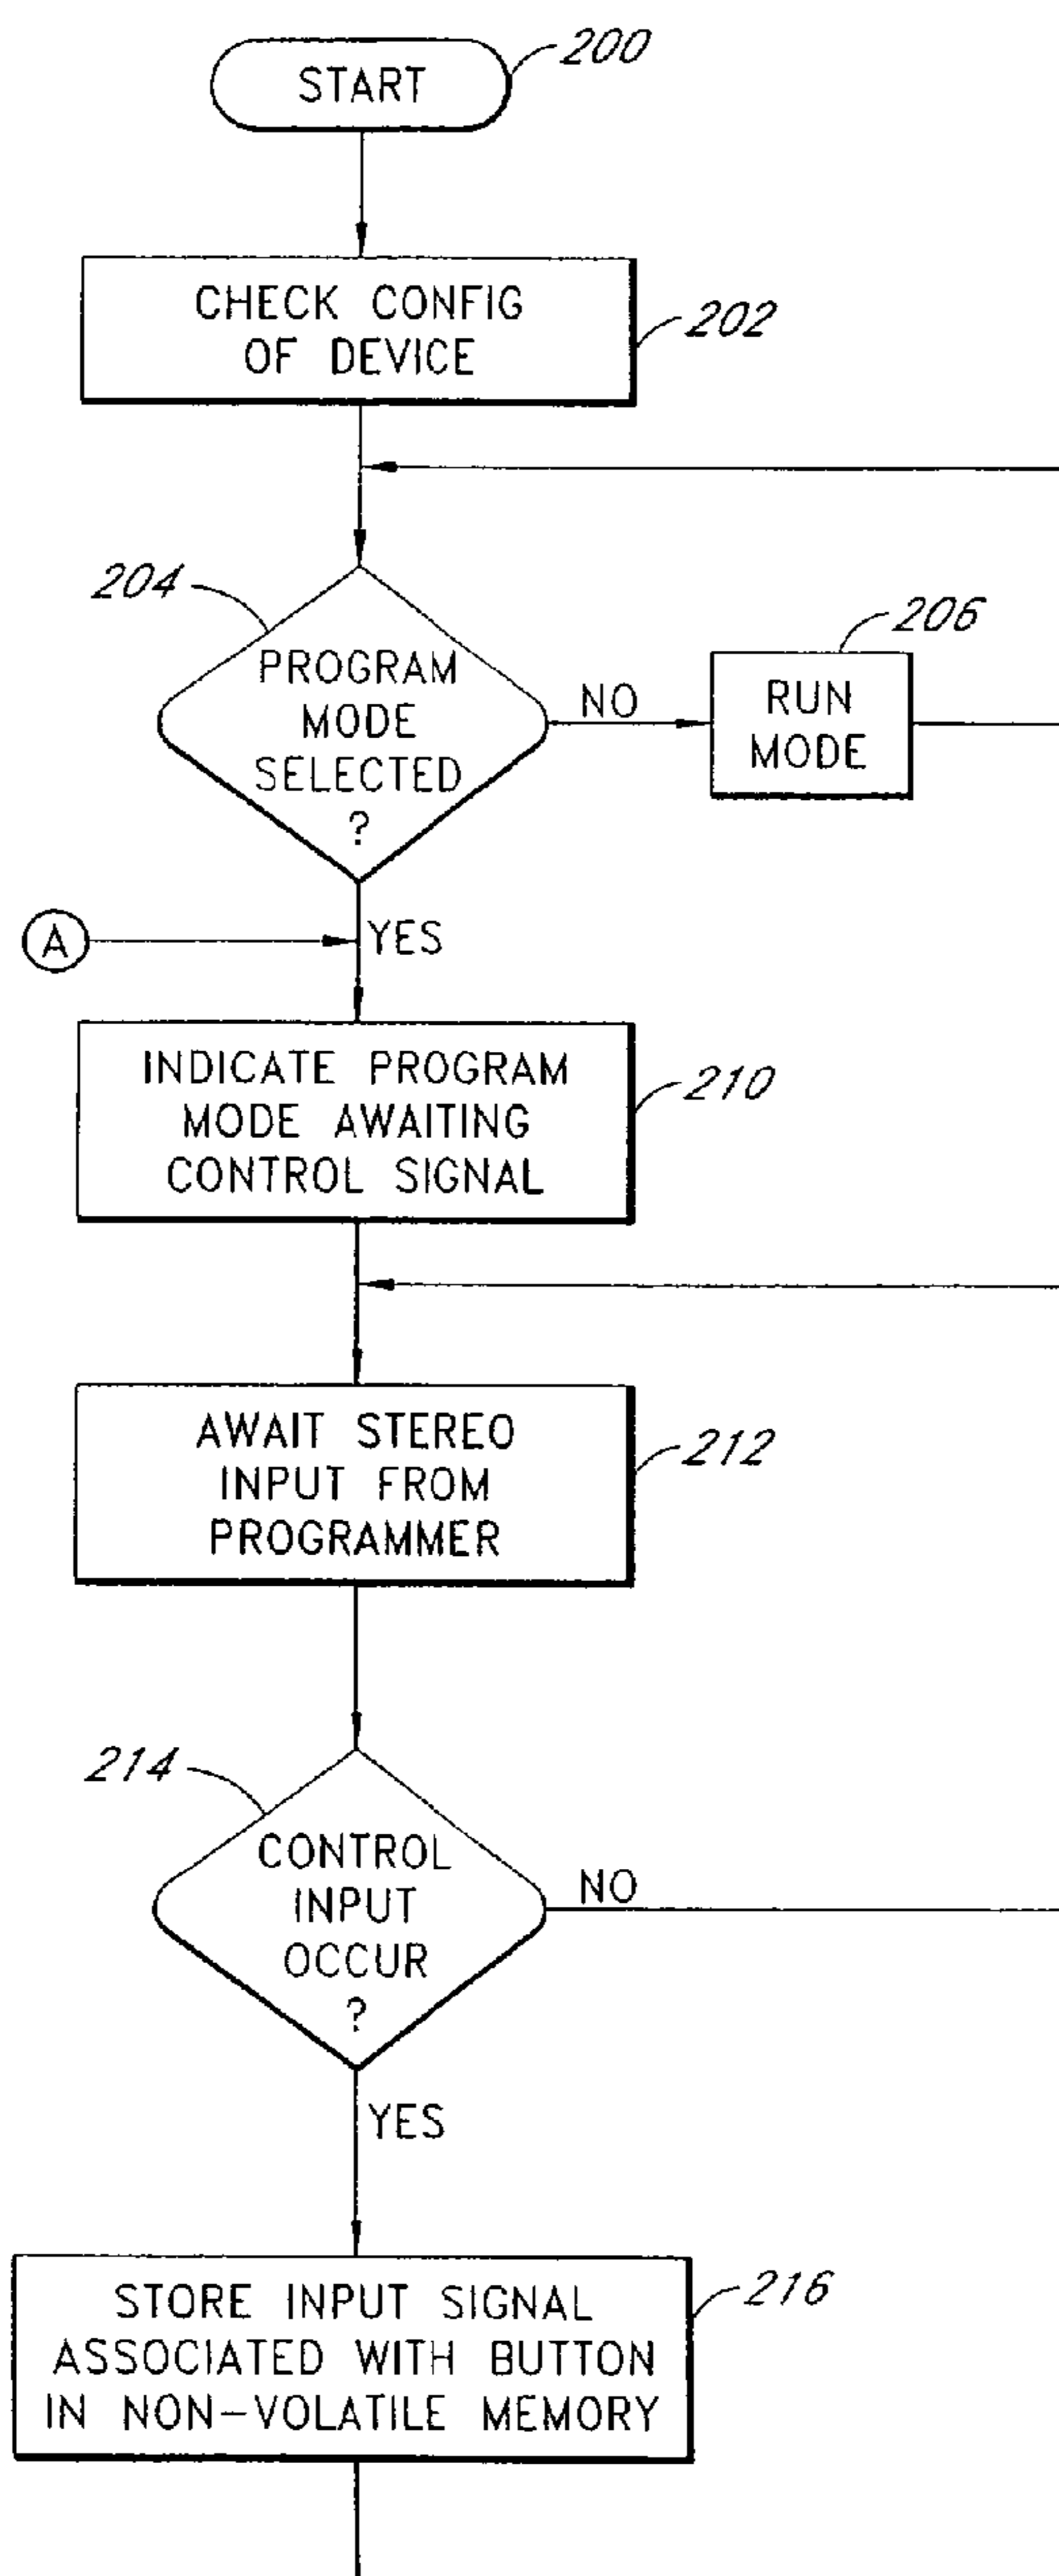 START
200
CHECK CONFIG
OF DEVICE
202
204
PROGRAM
MODE
SELECTED
?
NO
206
RUN
MODE
A
YES
INDICATE PROGRAM
MODE AWAITING
CONTROL SIGNAL
210
AWAIT STEREO
INPUT FROM
PROGRAMMER
212
214
CONTROL
INPUT
OCCUR
?
NO
YES
STORE INPUT SIGNAL
ASSOCIATED WITH BUTTON
IN NON-VOLATILE MEMORY
216